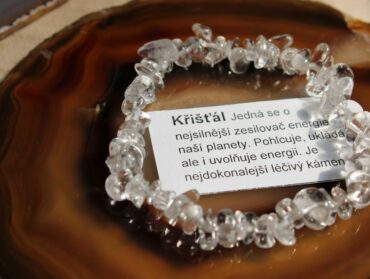 Křišťál Jedná se o
nejsilnější zesilovač energie
naší planety. Pohlcuje, ukládá
ale i uvolňuje energii. Je
nejdokonalejší léčivý kámen